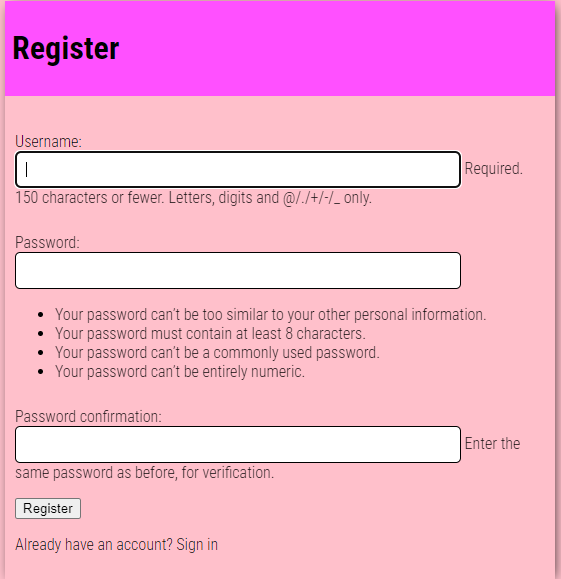 Register
Username:
Required.
150 characters or fewer. Letters, digits and @/./+/-/_ only.
Password:
Your password can't be too similar to your other personal information.
Your password must contain at least 8 characters.
Your password can't be a commonly used password.
Your password can't be entirely numeric.
Password confirmation:
Enter the
same password as before, for verification.
Register
Already have an account? Sign in